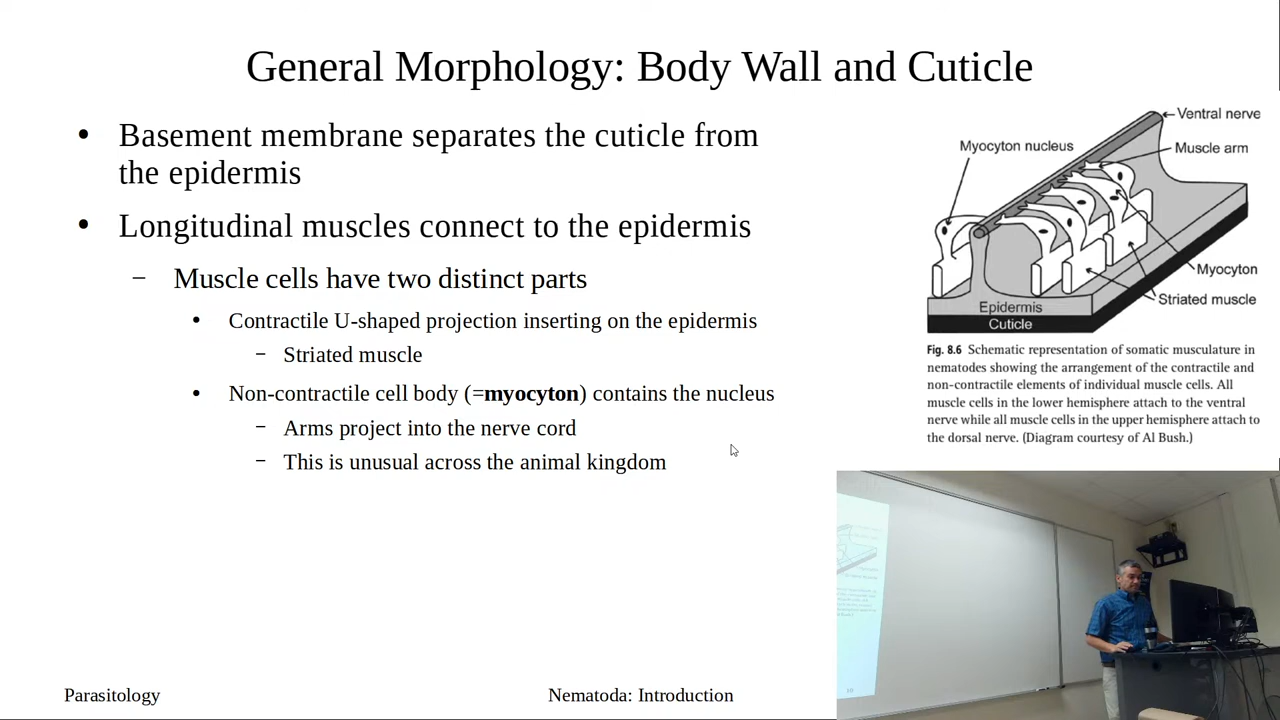 General Morphology: Body Wall and Cuticle
• Basement membrane separates the cuticle from
the epidermis
• Longitudinal muscles connect to the epidermis
– Muscle cells have two distinct parts
• Contractile U-shaped projection inserting on the epidermis
– Striated muscle
• Non-contractile cell body (=myocyton) contains the nucleus
– Arms project into the nerve cord
– This is unusual across the animal kingdom
Ventral nerve
Myocyton nucleus
Muscle arm
Myocyton
Striated muscle
Epidermis
Cuticle
Fig. 8.6 Schematic representation of somatic musculature in
nematodes showing the arrangement of the contractile and
non-contractile elements of individual muscle cells. All
muscle cells in the lower hemisphere attach to the ventral
nerve while all muscle cells in the upper hemisphere attach to
the dorsal nerve. (Diagram courtesy of Al Bush.)
Parasitology
Nematoda: Introduction